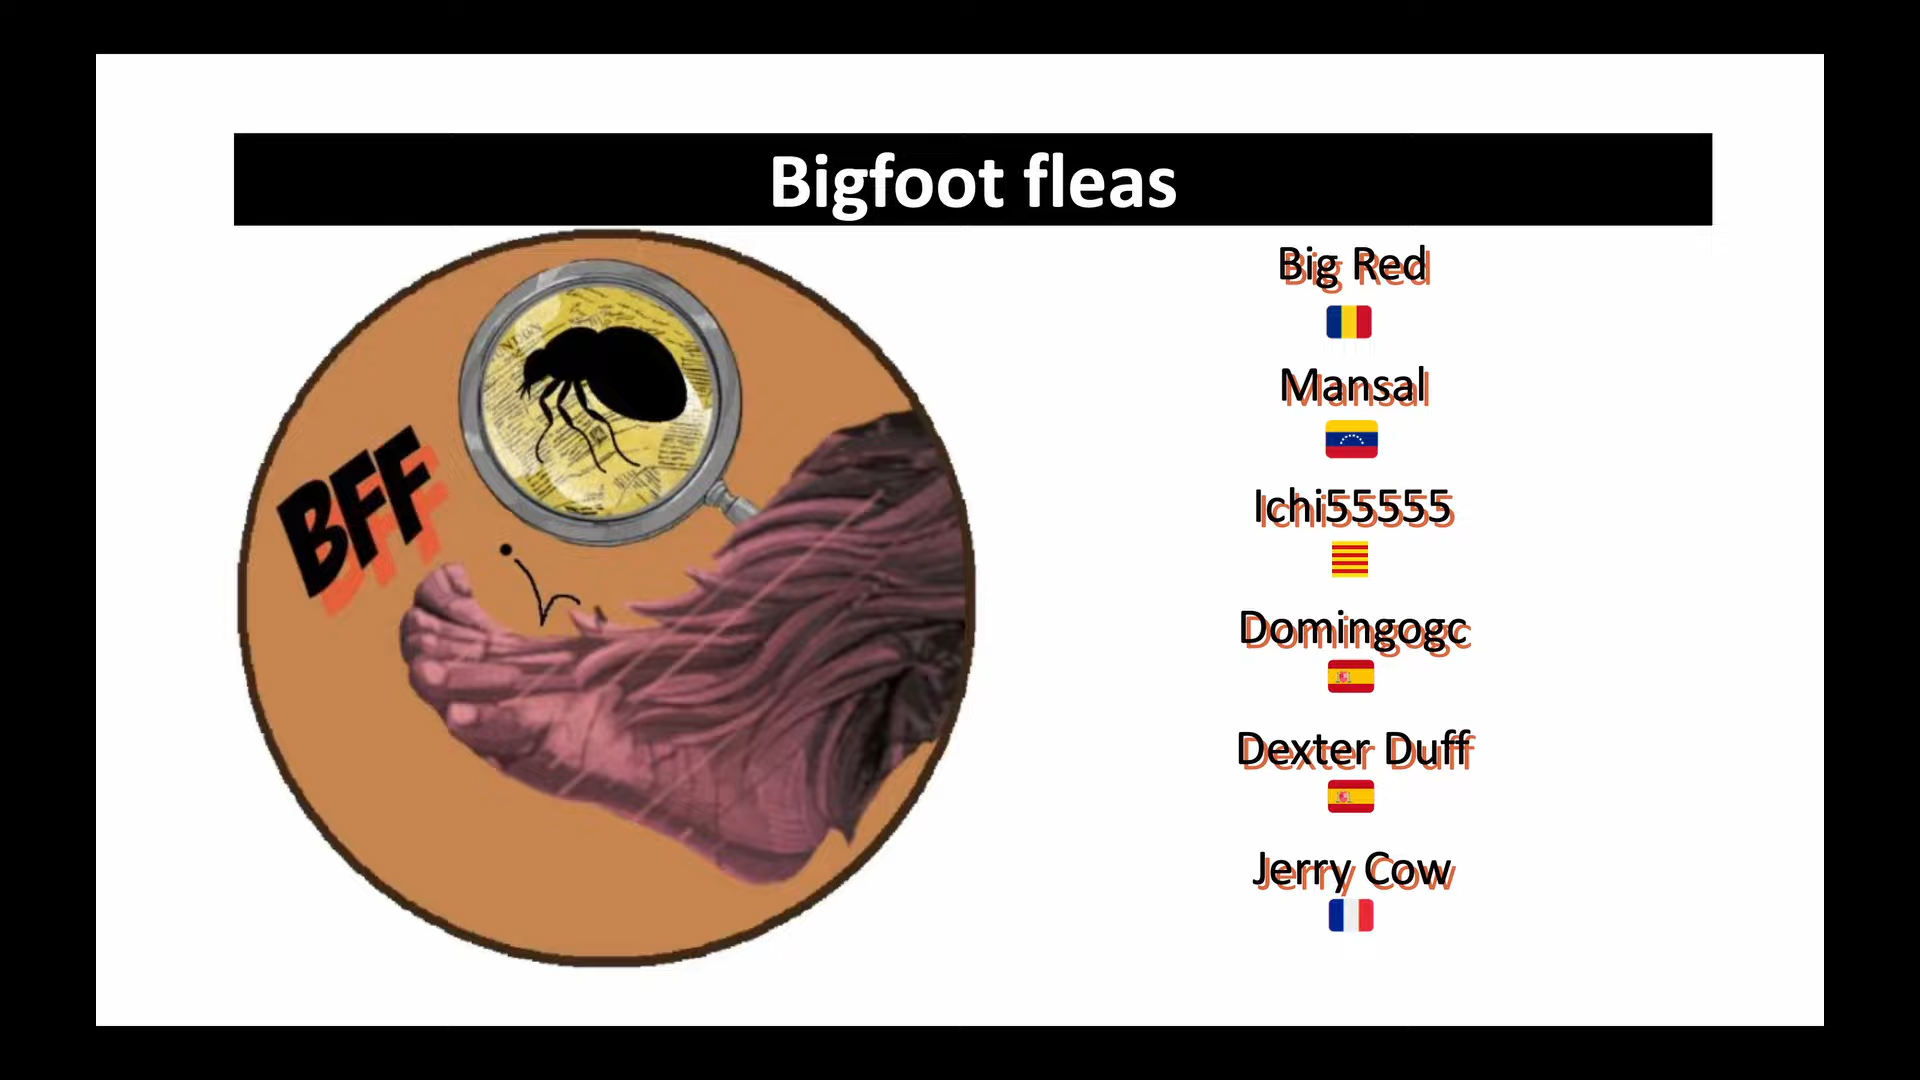 Bigfoot fleas
BFF
Big Red
Mansal
Ichi55555
Domingogc
Dexter Duff
Jerry Cow